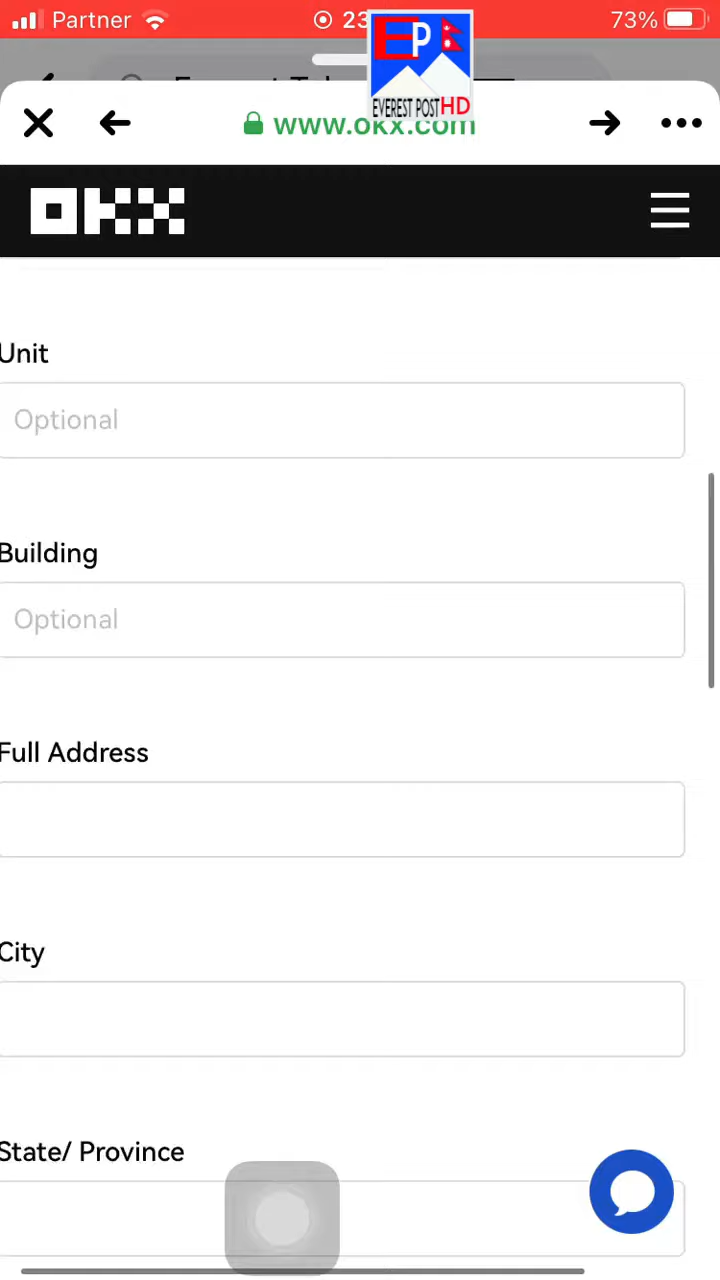 Partner
23
73%
EP
EVEREST POST HD
www.okx.com
OKX
Unit
Optional
Building
Optional
Full Address
City
State/ Province